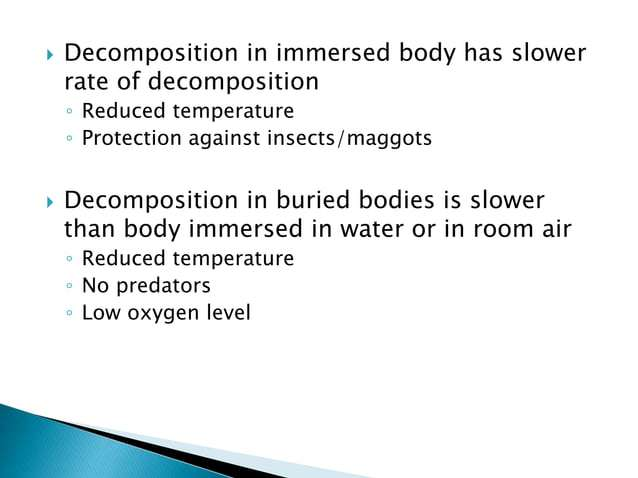 Decomposition in immersed body has slower
rate of decomposition
Reduced temperature
Protection against insects/maggots
Decomposition in buried bodies is slower
than body immersed in water or in room air
Reduced temperature
No predators
Low oxygen level